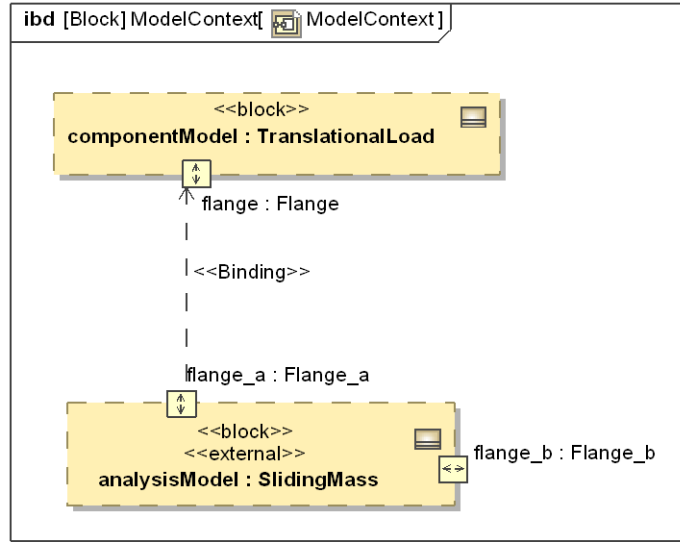 ibd [Block] ModelContext[ ModelContext ]
<<block>>
componentModel : TranslationalLoad
flange : Flange
<<Binding>>
flange_a : Flange_a
<<block>>
<<external>>
analysisModel : SlidingMass
flange_b : Flange_b